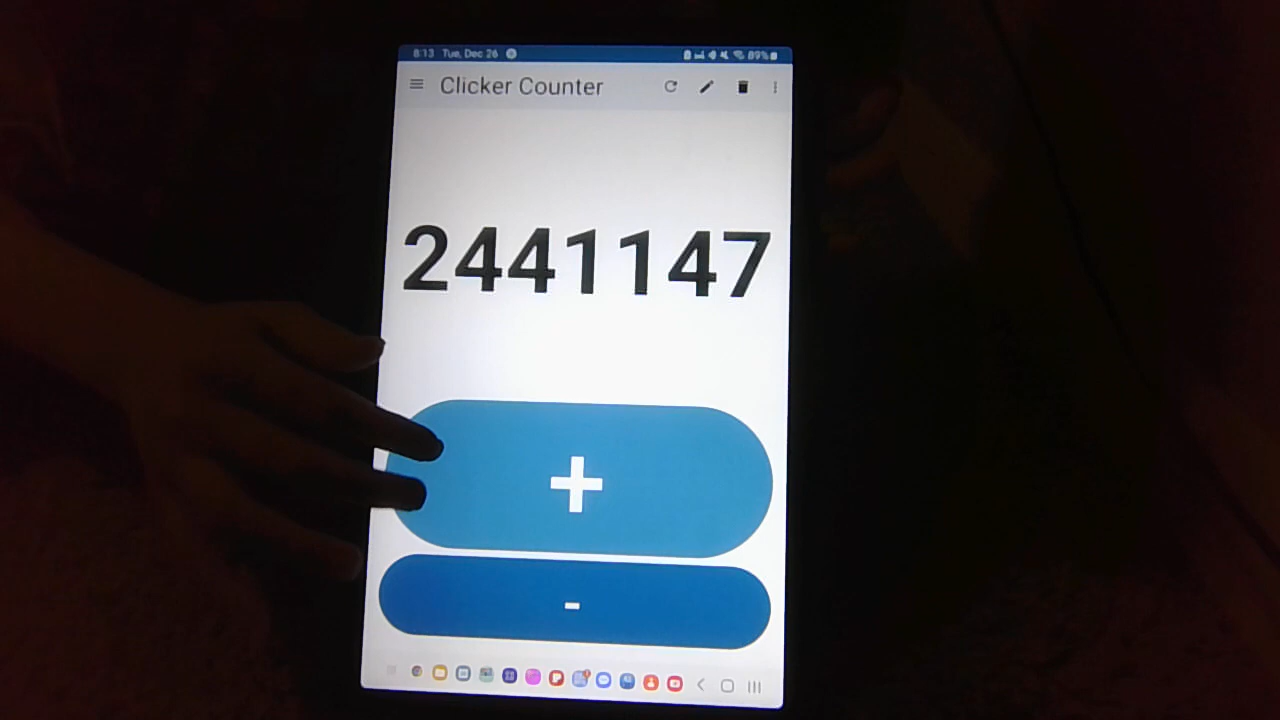 8:13 Tue, Dec 26
89%
Clicker Counter
2441147
+
-